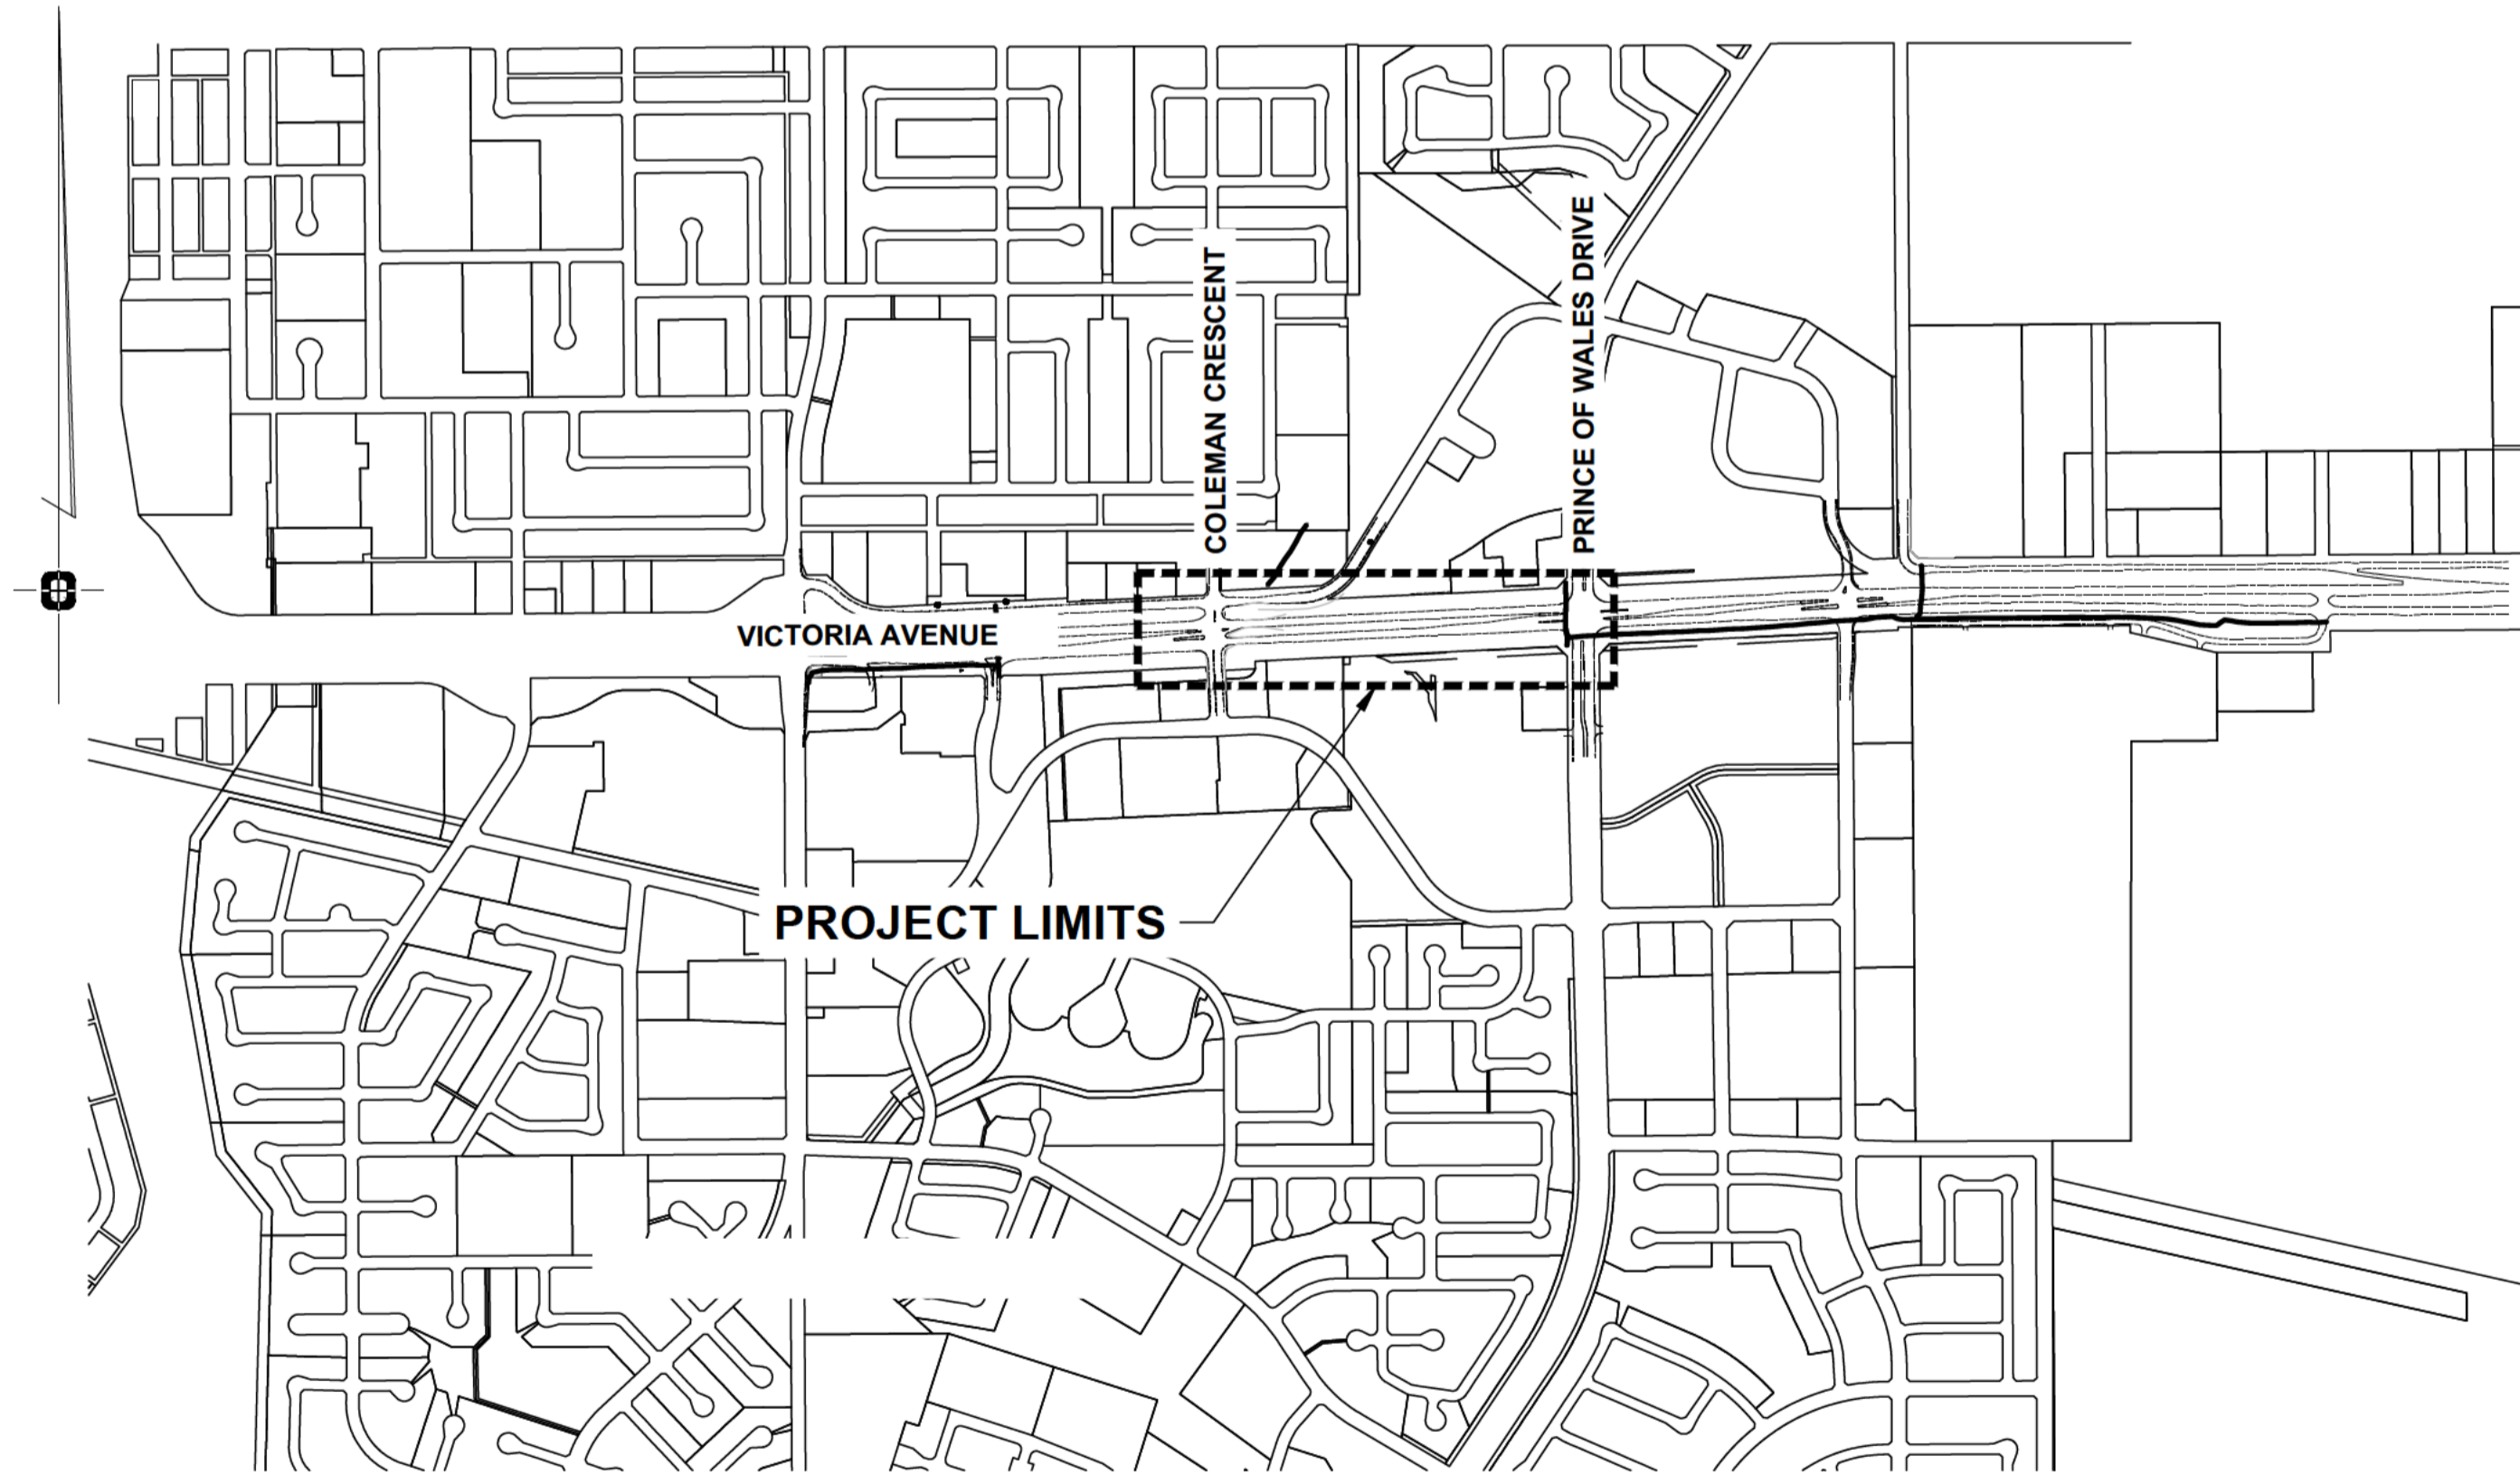 COLEMAN CRESCENT
PRINCE OF WALES DRIVE
VICTORIA AVENUE
PROJECT LIMITS